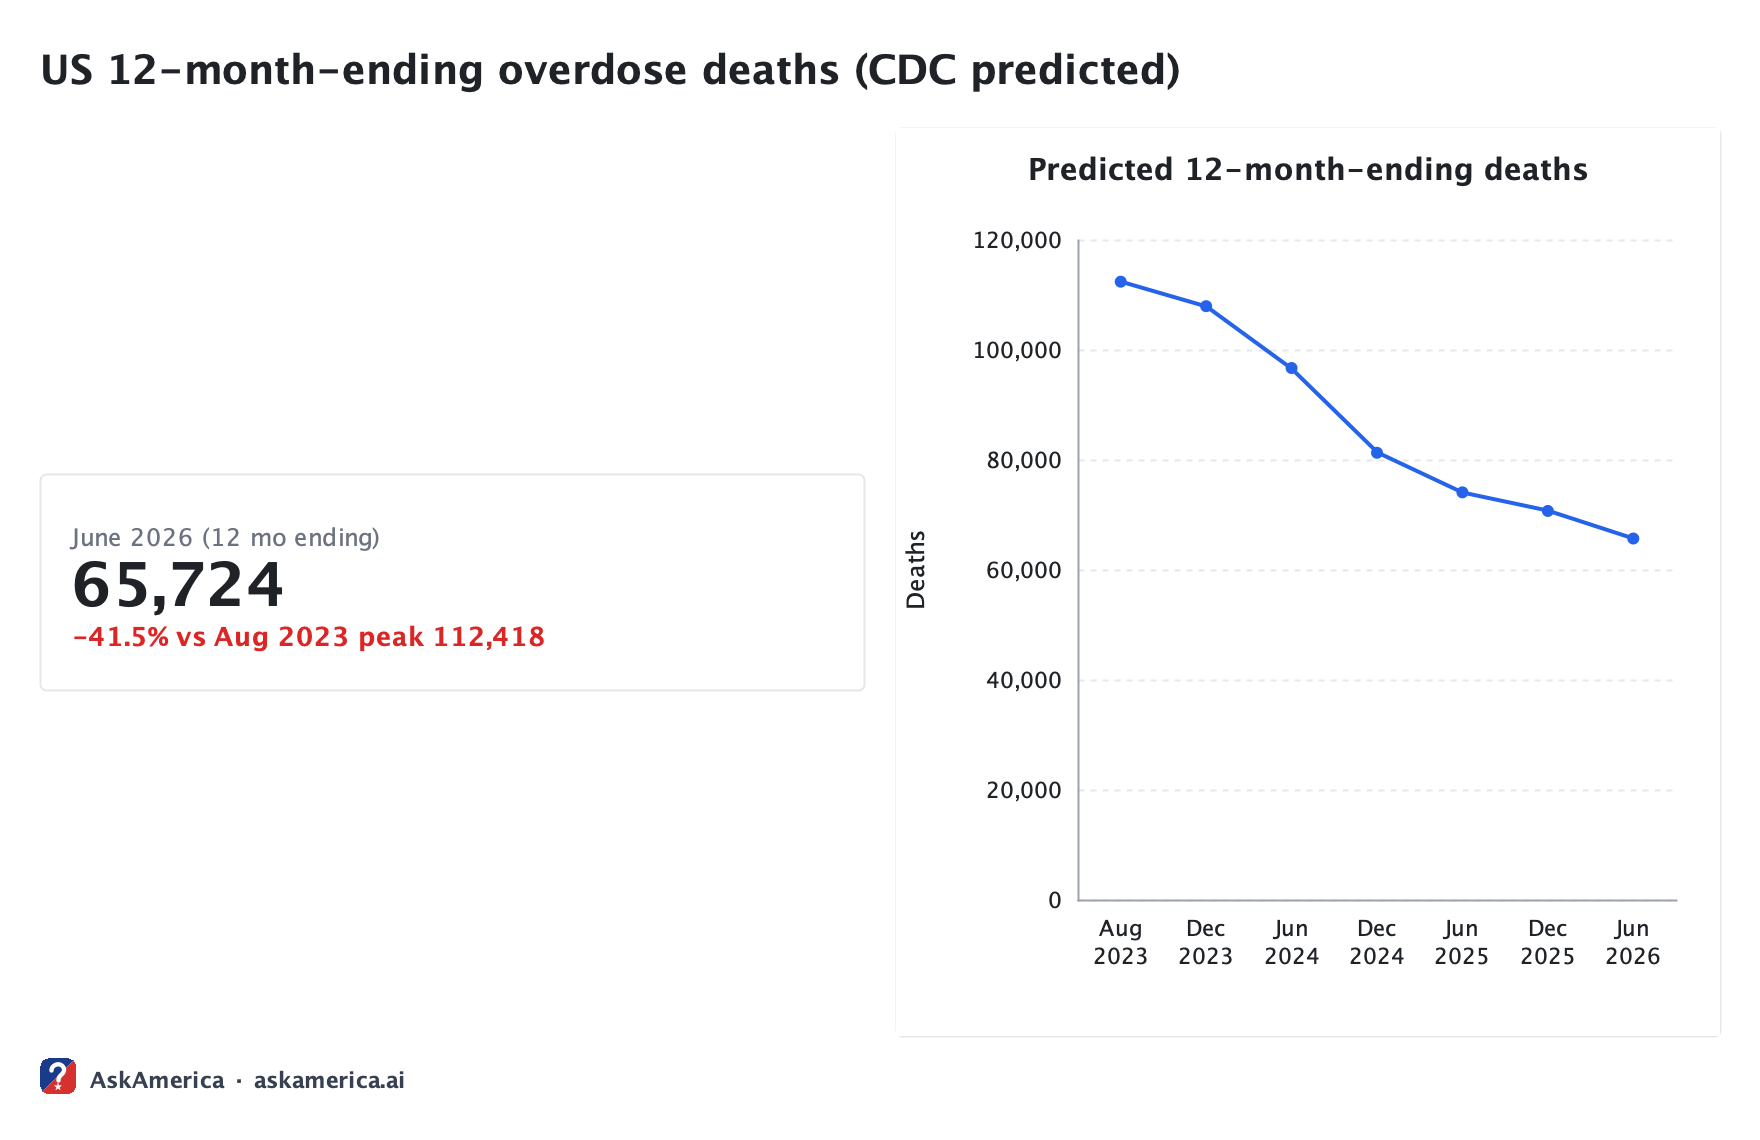 US 12-month-ending overdose deaths (CDC predicted)
June 2026 (12 mo ending)
65,724
-41.5% vs Aug 2023 peak 112,418
Predicted 12-month-ending deaths
Deaths
120,000
100,000
80,000
60,000
40,000
20,000
0
Aug 2023
Dec 2023
Jun 2024
Dec 2024
Jun 2025
Dec 2025
Jun 2026
AskAmerica · askamerica.ai